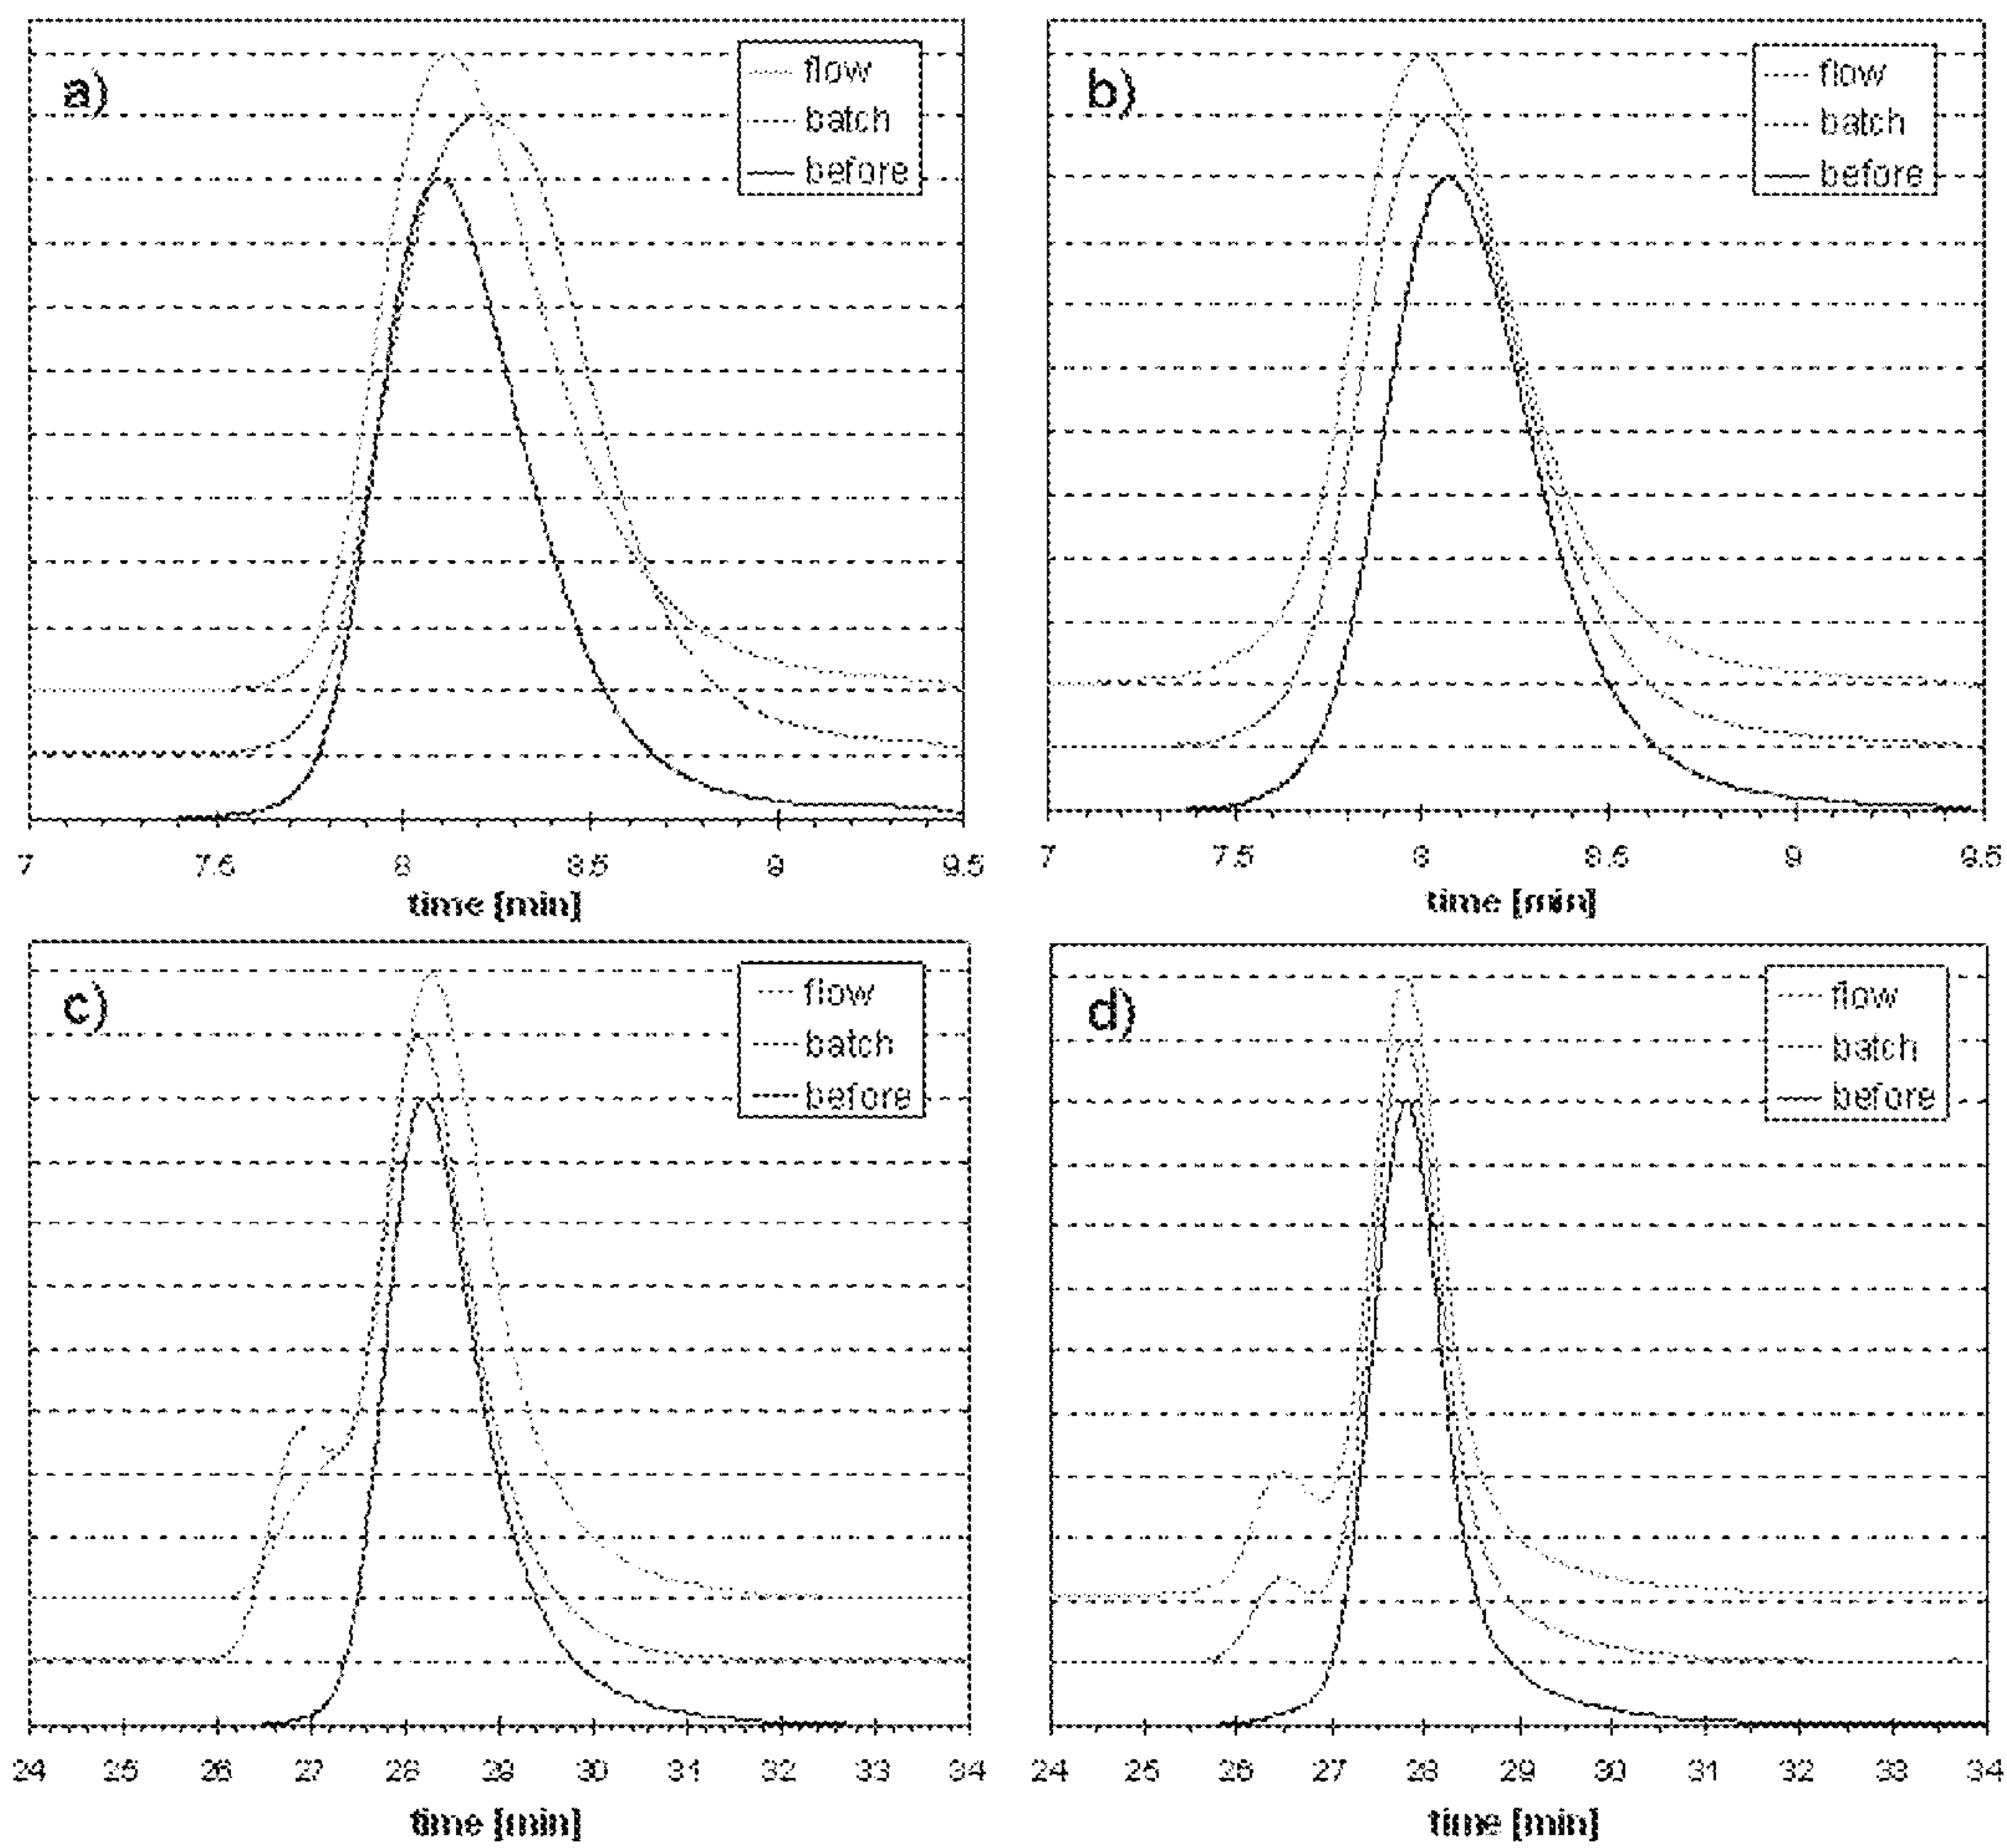 a)
flow
batch
before
7 7.5 8 8.5 9 9.5
time [min]
b)
flow
batch
before
7 7.5 8 8.5 9 9.5
time [min]
c)
flow
batch
before
24 25 26 27 28 29 30 31 32 33 34
time [min]
d)
flow
batch
before
24 25 26 27 28 29 30 31 32 33 34
time [min]